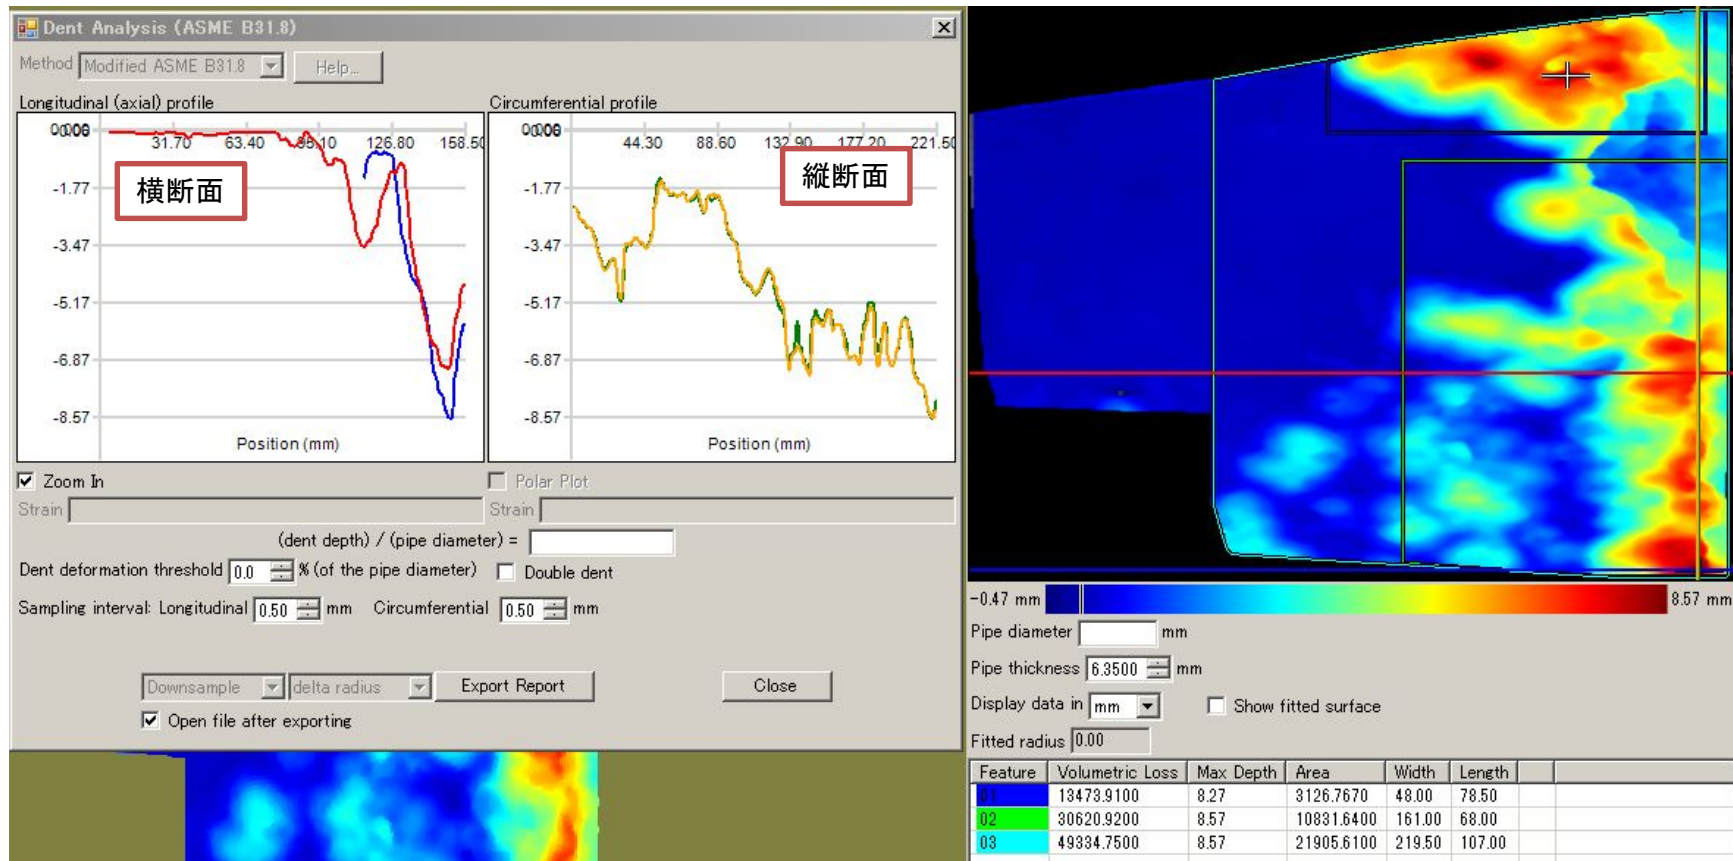 Dent Analysis (ASME B31.8)
Method Modified ASME B31.8 Help...
Longitudinal (axial) profile
31.70 63.40 95.10 126.80 158.50
-1.77
-3.47
-5.17
-6.87
-8.57
横断面
Position (mm)
Circumferential profile
44.30 88.60 132.90 177.20 221.50
-1.77
-3.47
-5.17
-6.87
-8.57
縦断面
Position (mm)
Zoom In
Polar Plot
Strain
Strain
(dent depth) / (pipe diameter) =
Dent deformation threshold 0.0 % (of the pipe diameter) Double dent
Sampling interval: Longitudinal 0.50 mm Circumferential 0.50 mm
Downsample delta radius Export Report Close
Open file after exporting
-0.47 mm 8.57 mm
Pipe diameter mm
Pipe thickness 6.3500 mm
Display data in mm Show fitted surface
Fitted radius 0.00
Feature Volumetric Loss Max Depth Area Width Length
01 13473.9100 8.27 3126.7670 48.00 78.50
02 30620.9200 8.57 10831.6400 161.00 68.00
03 49334.7500 8.57 21905.6100 219.50 107.00